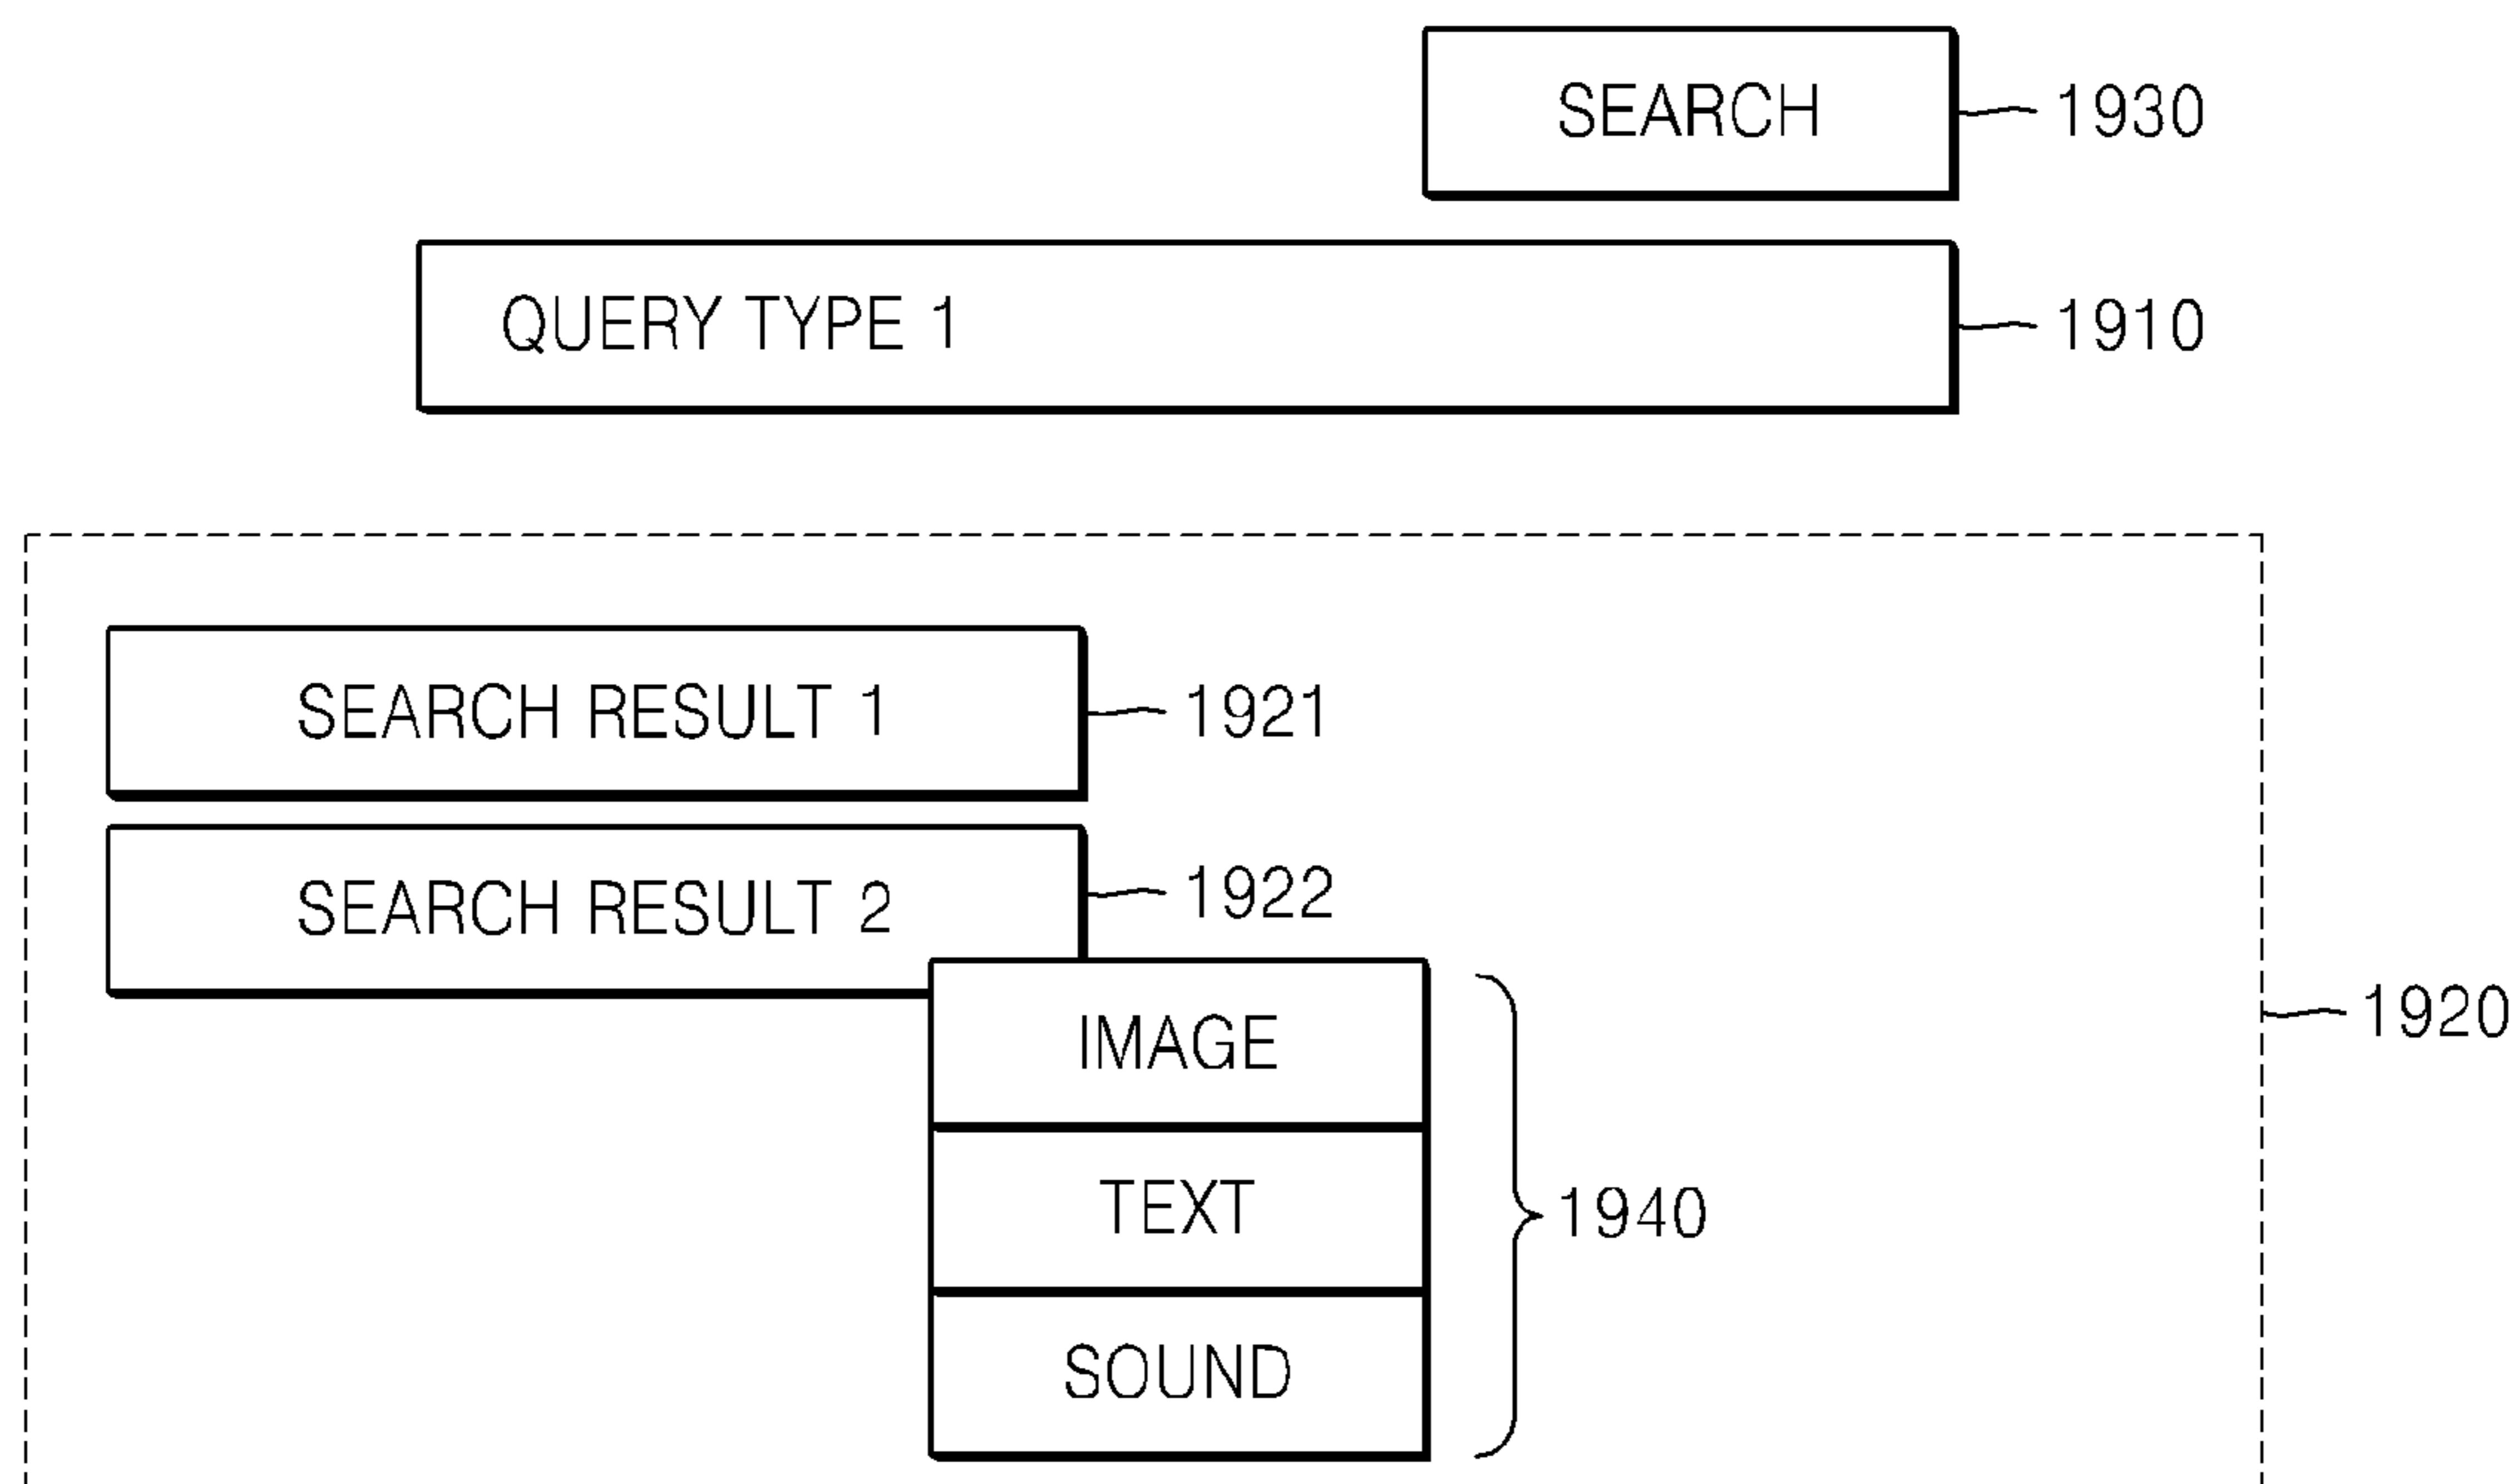 SEARCH 1930
QUERY TYPE 1 1910
SEARCH RESULT 1 1921
SEARCH RESULT 2 1922
IMAGE
1920
TEXT
1940
SOUND